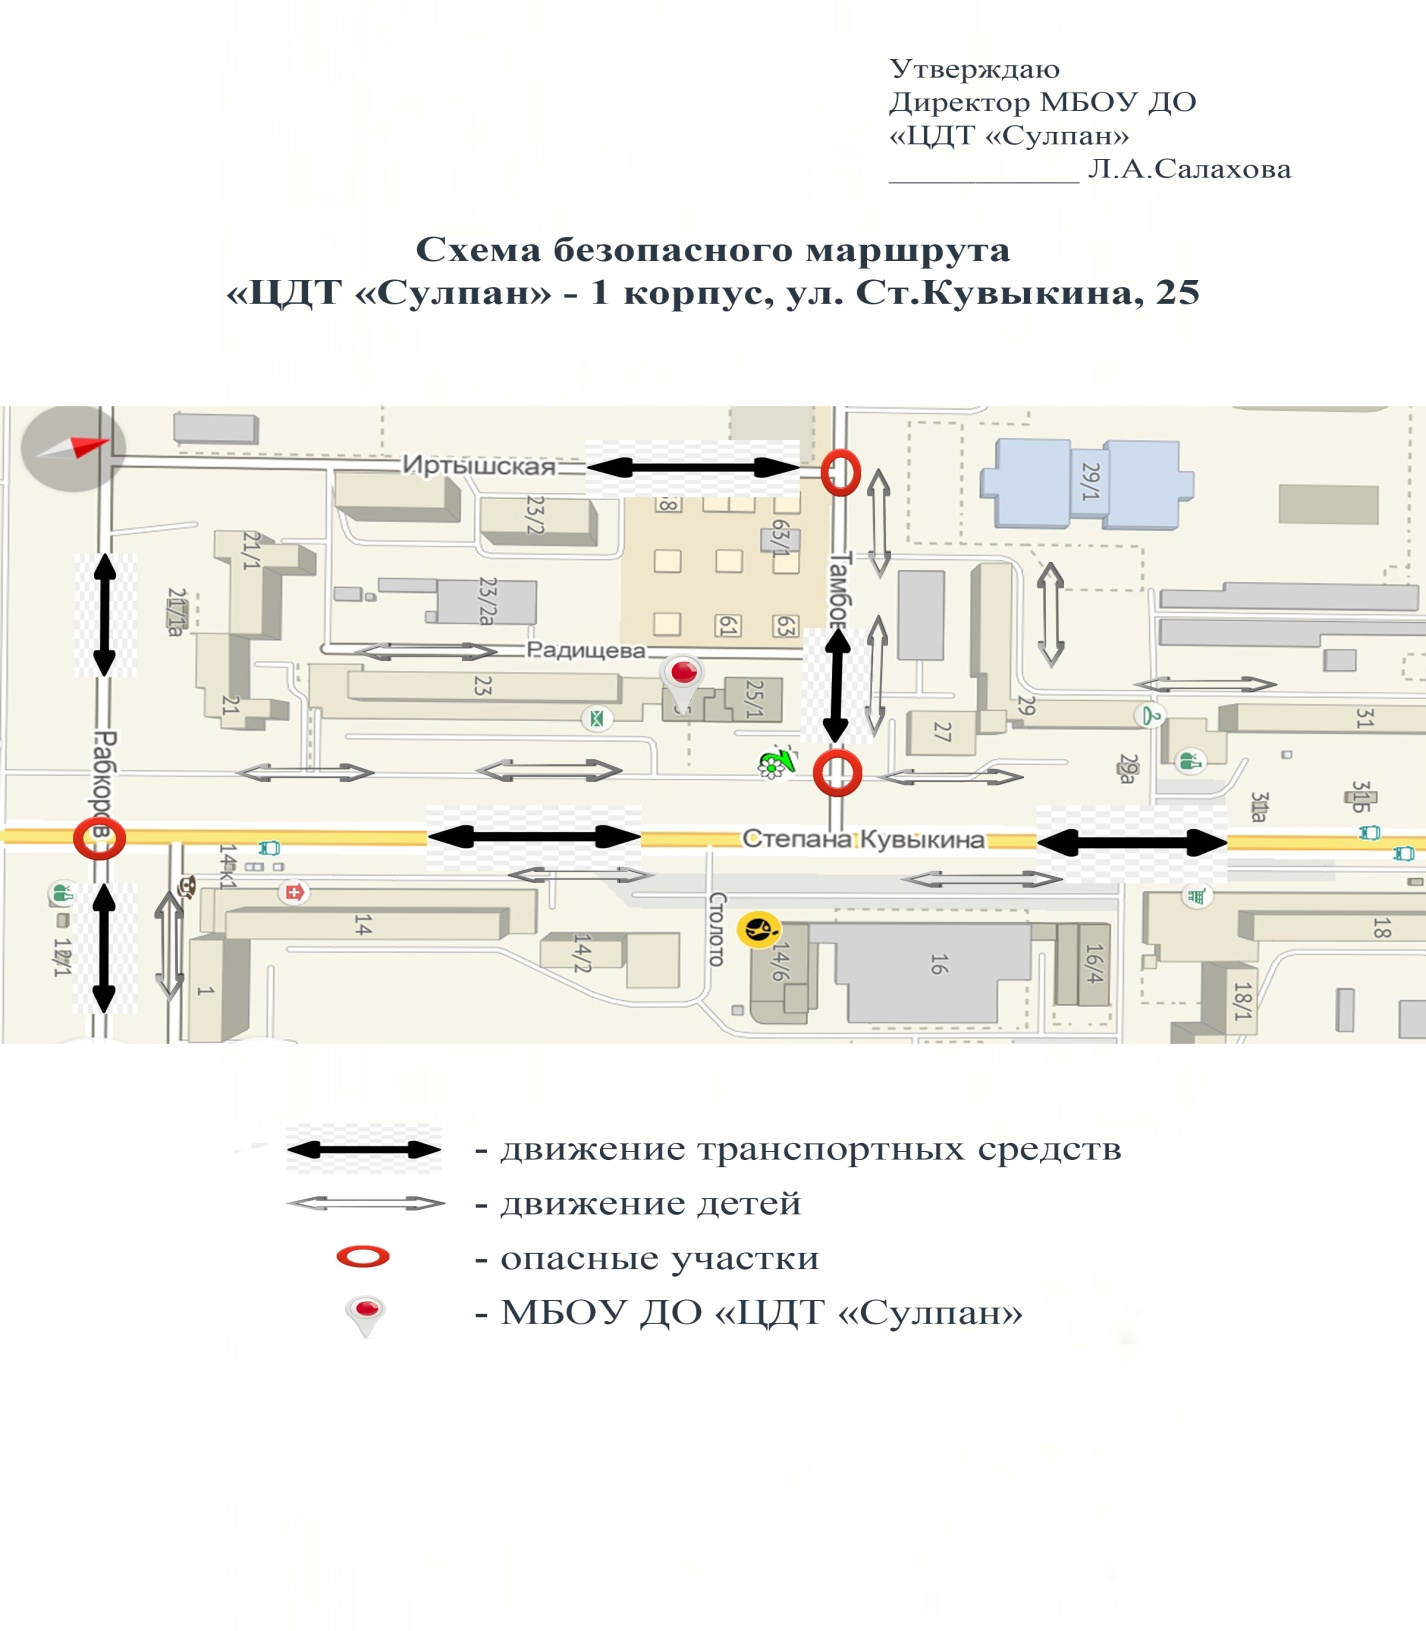 Утверждаю
Директор МБОУ ДО
«ЦДТ «Сулпан»
_____________ Л.А.Салахова
Схема безопасного маршрута
«ЦДТ «Сулпан» - 1 корпус, ул. Ст.Кувыкина, 25
Иртышская
29/1
23/2
63/1
21/1
21/1а
23/2а
61
63
Радищева
23
25/1
21
27
29
31
29а
31а
31Б
Рабкоров
Степана Кувыкина
14к1
14
12/1
1
14/2
Столото
14/6
16
16/4
18
18/1
- движение транспортных средств
- движение детей
- опасные участки
- МБОУ ДО «ЦДТ «Сулпан»